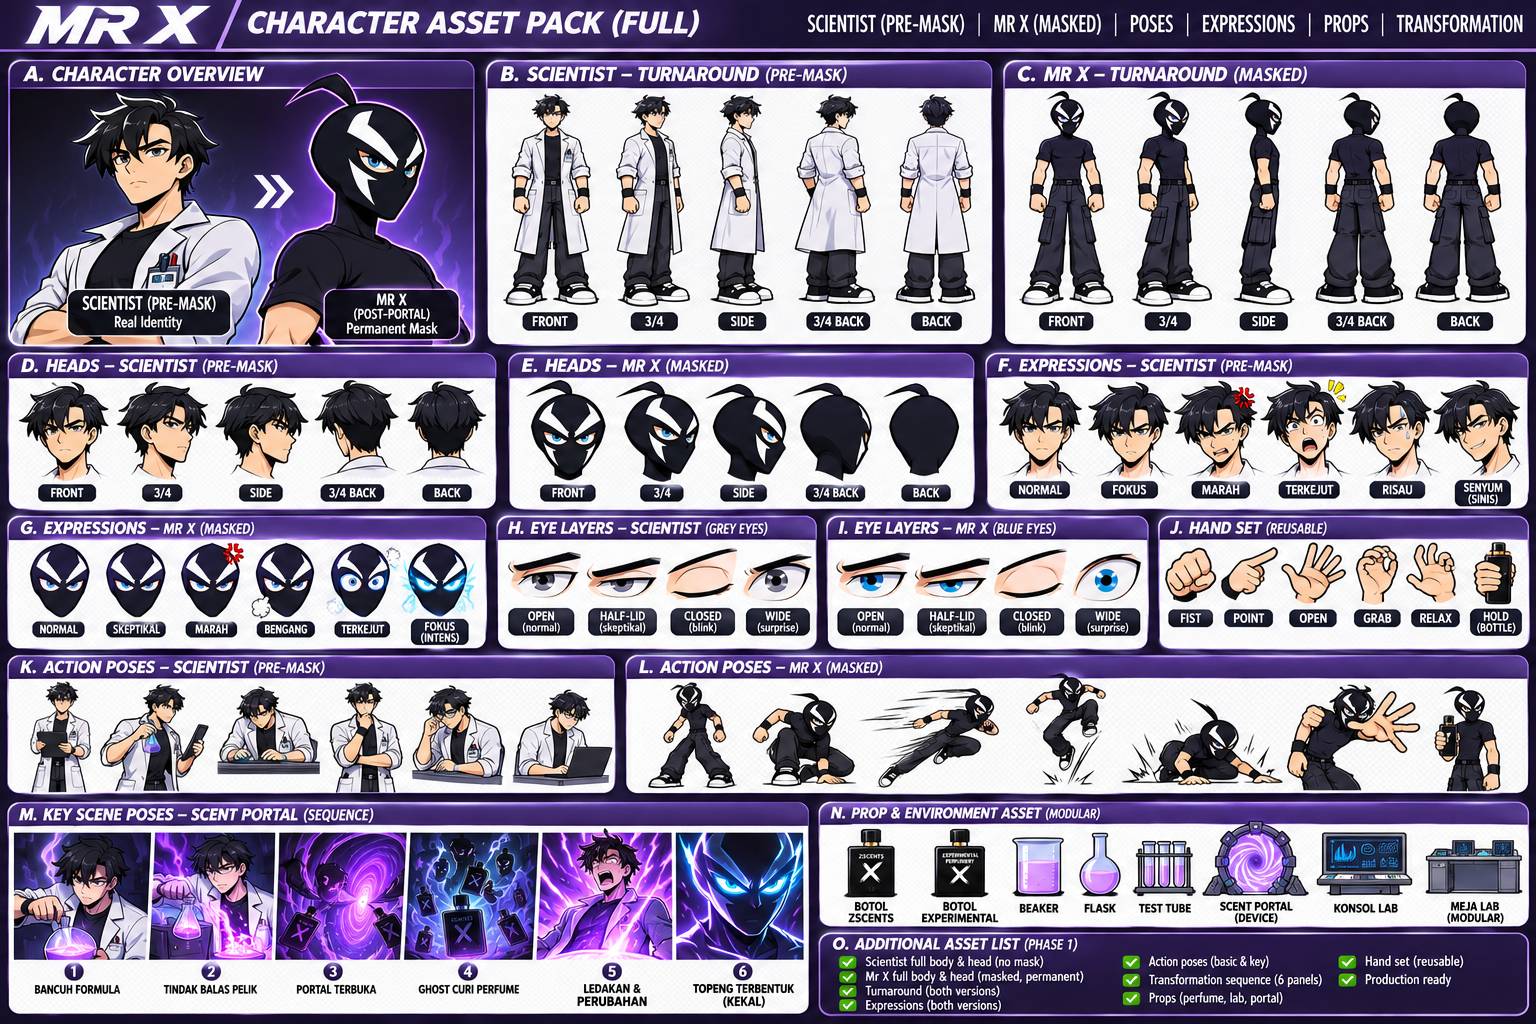 MR X
CHARACTER ASSET PACK (FULL)
SCIENTIST (PRE-MASK) | MR X (MASKED) | POSES | EXPRESSIONS | PROPS | TRANSFORMATION
A. CHARACTER OVERVIEW
SCIENTIST (PRE-MASK)
Real Identity
MR X
(POST-PORTAL)
Permanent Mask
B. SCIENTIST – TURNAROUND (PRE-MASK)
FRONT
3/4
SIDE
3/4 BACK
BACK
C. MR X – TURNAROUND (MASKED)
FRONT
3/4
SIDE
3/4 BACK
BACK
D. HEADS – SCIENTIST (PRE-MASK)
FRONT
3/4
SIDE
3/4 BACK
BACK
E. HEADS – MR X (MASKED)
FRONT
3/4
SIDE
3/4 BACK
BACK
F. EXPRESSIONS – SCIENTIST (PRE-MASK)
NORMAL
FOKUS
MARAH
TERKEJUT
RISAU
SENYUM
(SINIS)
G. EXPRESSIONS – MR X (MASKED)
NORMAL
SKEPTIKAL
MARAH
BENGANG
TERKEJUT
FOKUS
(INTENS)
H. EYE LAYERS – SCIENTIST (GREY EYES)
OPEN
(normal)
HALF-LID
(skeptikal)
CLOSED
(blink)
WIDE
(surprise)
I. EYE LAYERS – MR X (BLUE EYES)
OPEN
(normal)
HALF-LID
(skeptikal)
CLOSED
(blink)
WIDE
(surprise)
J. HAND SET (REUSABLE)
FIST
POINT
OPEN
GRAB
RELAX
HOLD
(BOTTLE)
K. ACTION POSES – SCIENTIST (PRE-MASK)
L. ACTION POSES – MR X (MASKED)
M. KEY SCENE POSES – SCENT PORTAL (SEQUENCE)
X
1
BANCUH FORMULA
2
TINDAK BALAS PELIK
3
PORTAL TERBUKA
4
GHOST CURI PERFUME
5
LEDAKAN &
PERUBAHAN
6
TOPENG TERBENTUK
(KEKAL)
N. PROP & ENVIRONMENT ASSET (MODULAR)
ZSCENTS
X
EXPERIMENTAL
X
BOTOL
ZSCENTS
BOTOL
EXPERIMENTAL
BEAKER
FLASK
TEST TUBE
SCENT PORTAL
(DEVICE)
KONSOL LAB
MEJA LAB
(MODULAR)
O. ADDITIONAL ASSET LIST (PHASE 1)
Scientist full body & head (no mask)
Mr X full body & head (masked, permanent)
Turnaround (both versions)
Expressions (both versions)
Action poses (basic & key)
Transformation sequence (6 panels)
Props (perfume, lab, portal)
Hand set (reusable)
Production ready